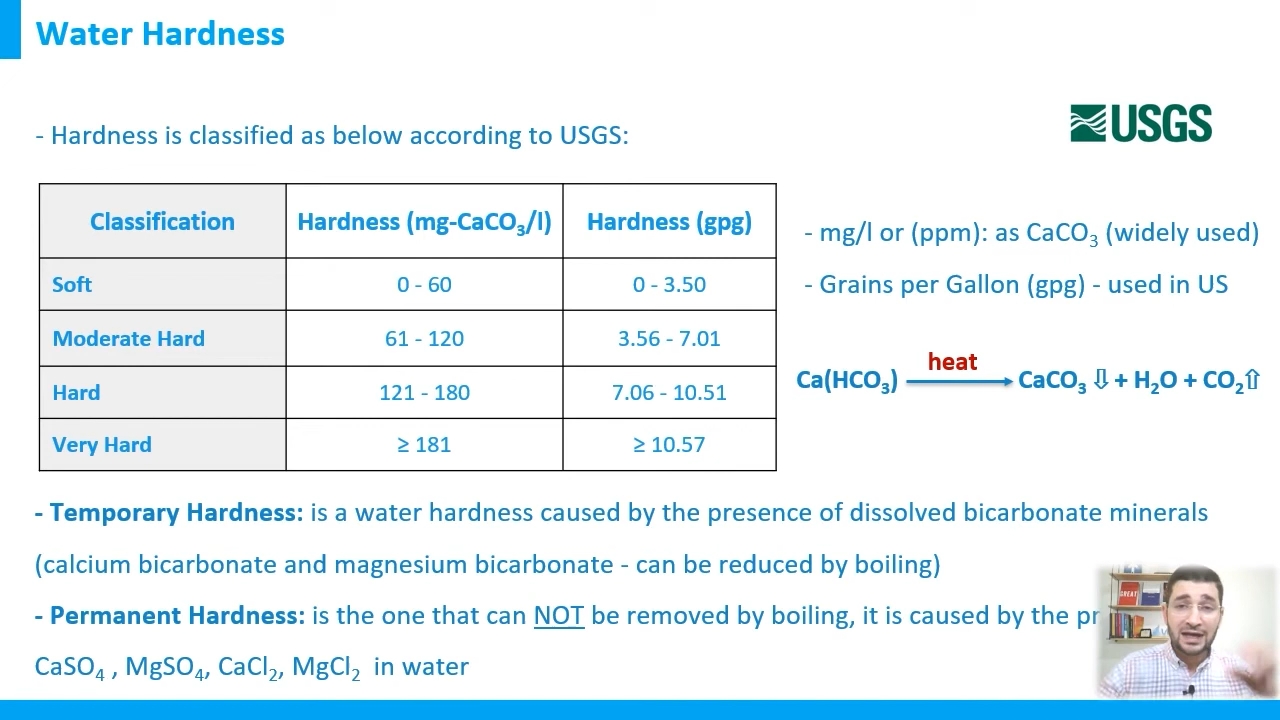 Water Hardness
- Hardness is classified as below according to USGS:
USGS
Classification Hardness (mg-CaCO₃/l) Hardness (gpg)
Soft 0 - 60 0 - 3.50
Moderate Hard 61 - 120 3.56 - 7.01
Hard 121 - 180 7.06 - 10.51
Very Hard ≥ 181 ≥ 10.57
- mg/l or (ppm): as CaCO₃ (widely used)
- Grains per Gallon (gpg) - used in US
heat
Ca(HCO₃) → CaCO₃ ⇩ + H₂O + CO₂⇧
- Temporary Hardness: is a water hardness caused by the presence of dissolved bicarbonate minerals
(calcium bicarbonate and magnesium bicarbonate - can be reduced by boiling)
- Permanent Hardness: is the one that can NOT be removed by boiling, it is caused by the pr
CaSO₄ , MgSO₄, CaCl₂, MgCl₂ in water
GREAT